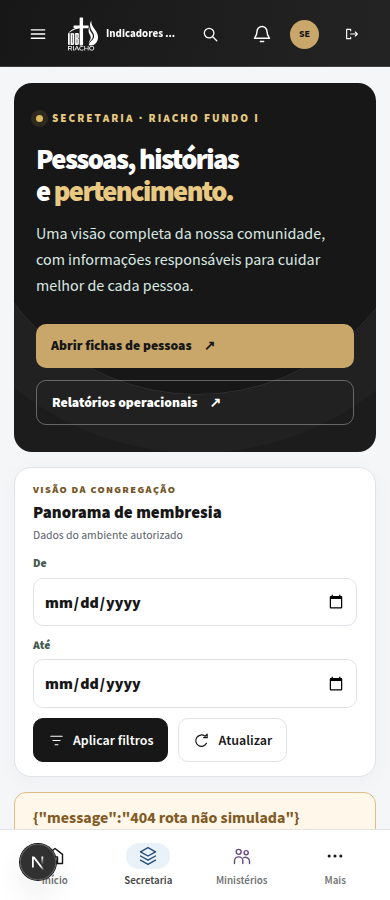 IDB
RIACHO
Indicadores ...
SE
SECRETARIA · RIACHO FUNDO I
Pessoas, histórias
e pertencimento.
Uma visão completa da nossa comunidade,
com informações responsáveis para cuidar
melhor de cada pessoa.
Abrir fichas de pessoas ↗
Relatórios operacionais ↗
VISÃO DA CONGREGAÇÃO
Panorama de membresia
Dados do ambiente autorizado
De
mm/dd/yyyy
Até
mm/dd/yyyy
Aplicar filtros
Atualizar
{"message":"404 rota não simulada"}
N
Início
Secretaria
Ministérios
Mais